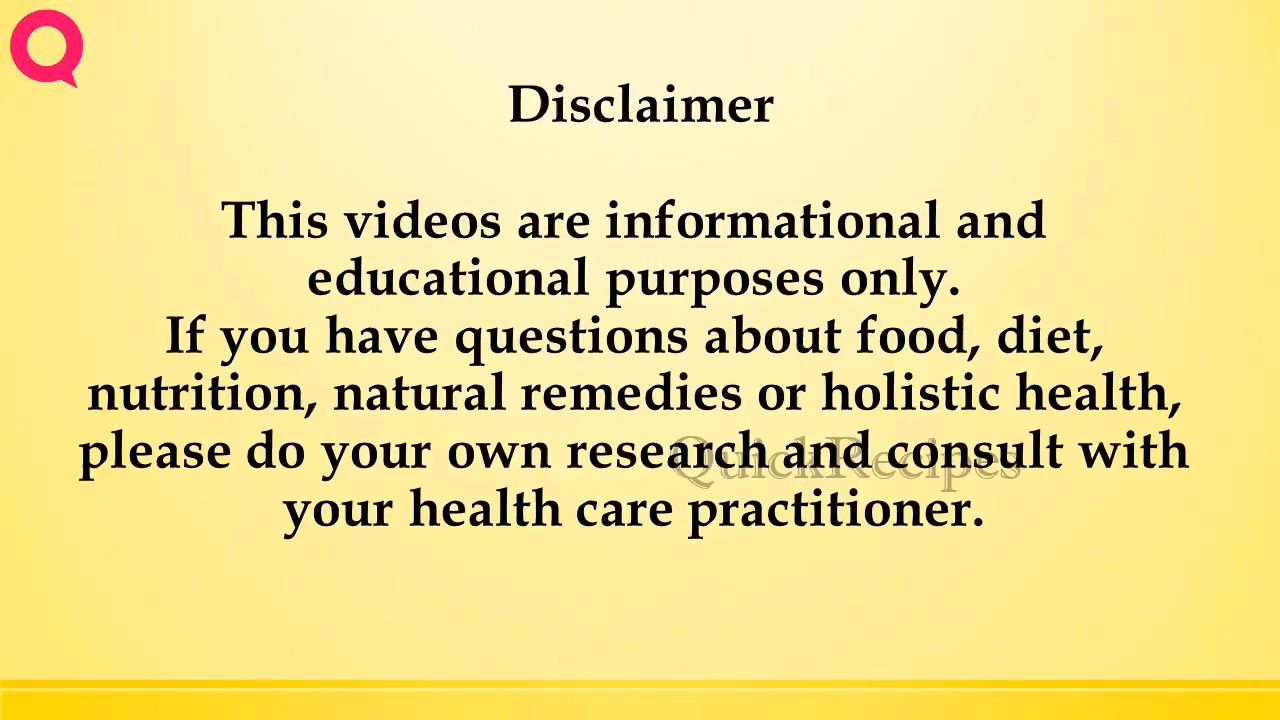 Disclaimer
This videos are informational and
educational purposes only.
If you have questions about food, diet,
nutrition, natural remedies or holistic health,
please do your own research and consult with
QuickRecipes
your health care practitioner.